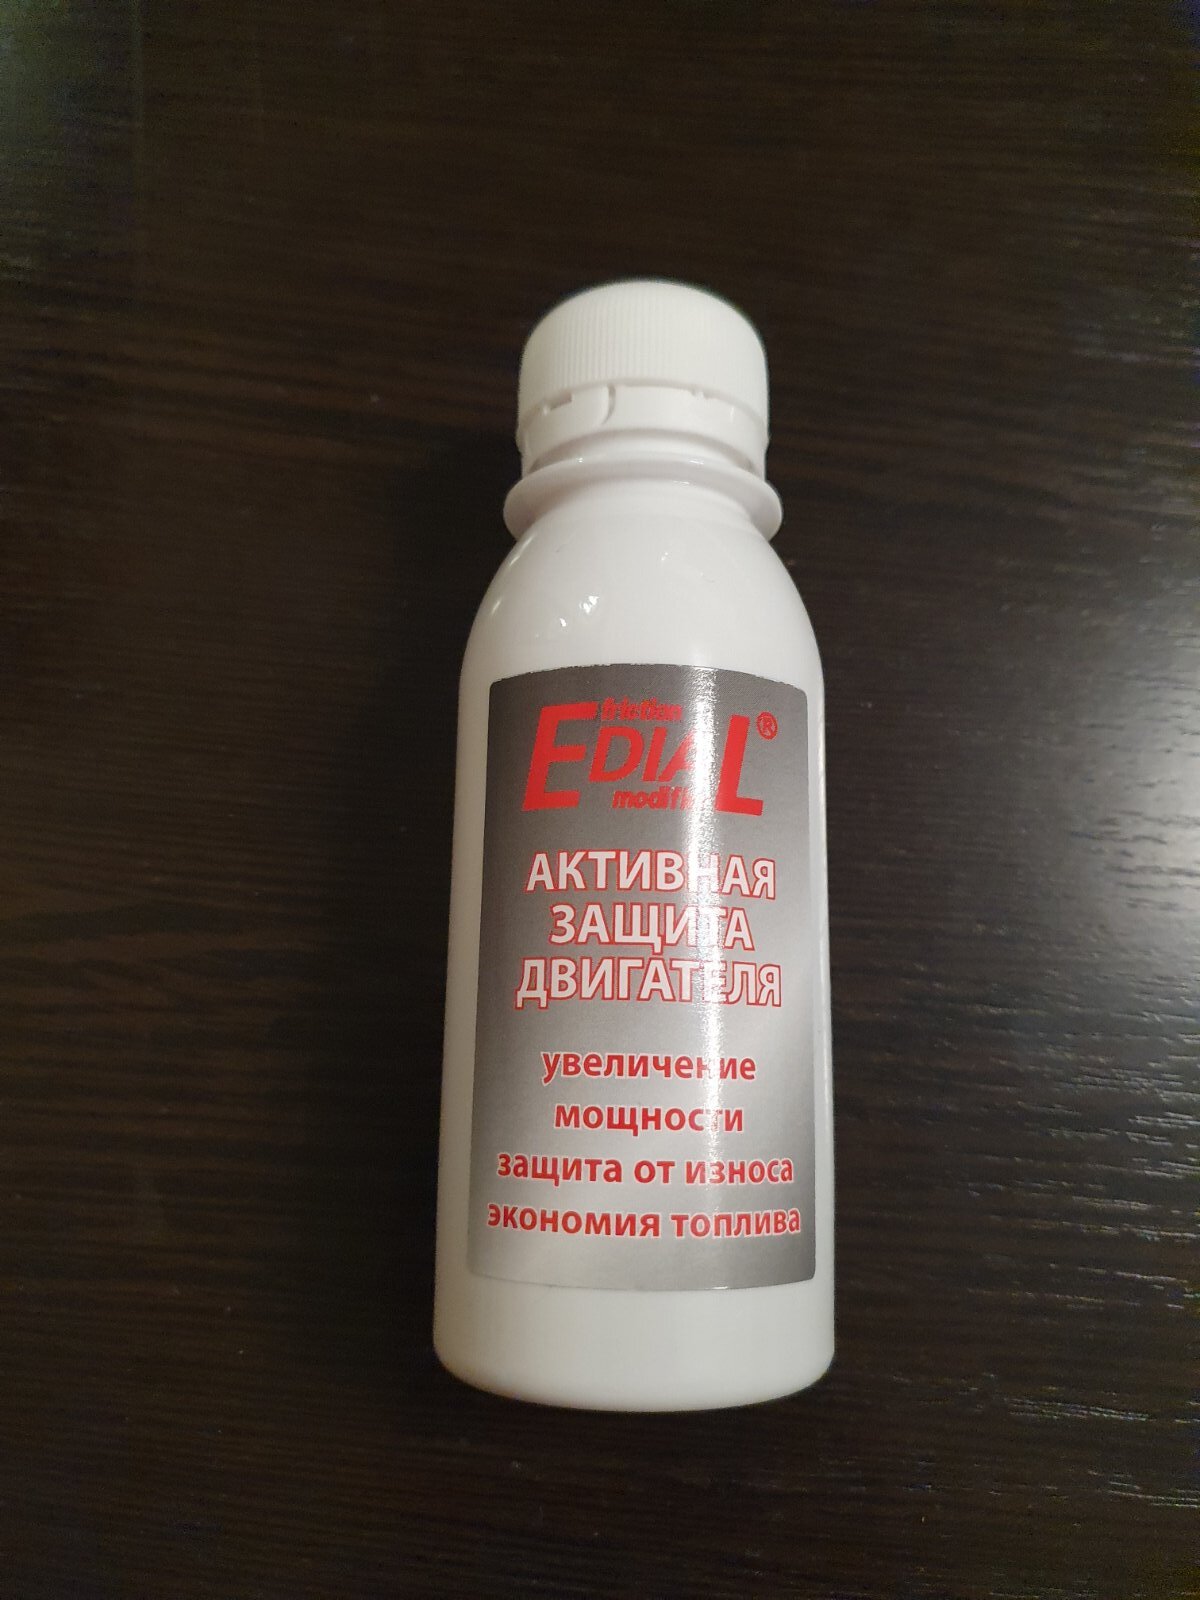 friction
EDIAL®
АКТИВНАЯ
ЗАЩИТА
ДВИГАТЕЛЯ
увеличение
мощности
защита от износа
экономия топлива